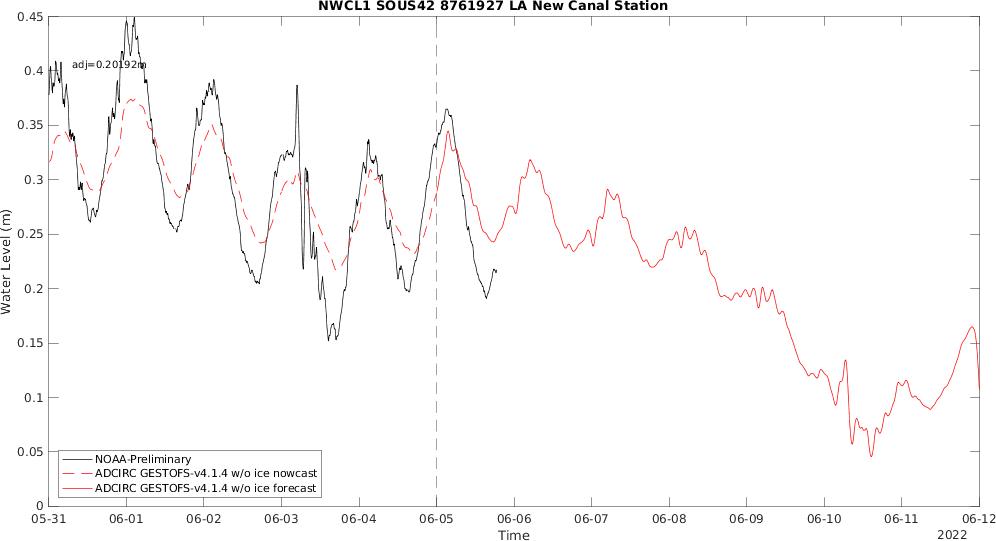 NWCL1 SOUS42 8761927 LA New Canal Station
0.45
0.4
0.35
0.3
0.25
0.2
0.15
0.1
0.05
0
Water Level (m)
adj=0.20192m
NOAA-Preliminary
ADCIRC GESTOFS-v4.1.4 w/o ice nowcast
ADCIRC GESTOFS-v4.1.4 w/o ice forecast
05-31 06-01 06-02 06-03 06-04 06-05 06-06 06-07 06-08 06-09 06-10 06-11 06-12
Time
2022